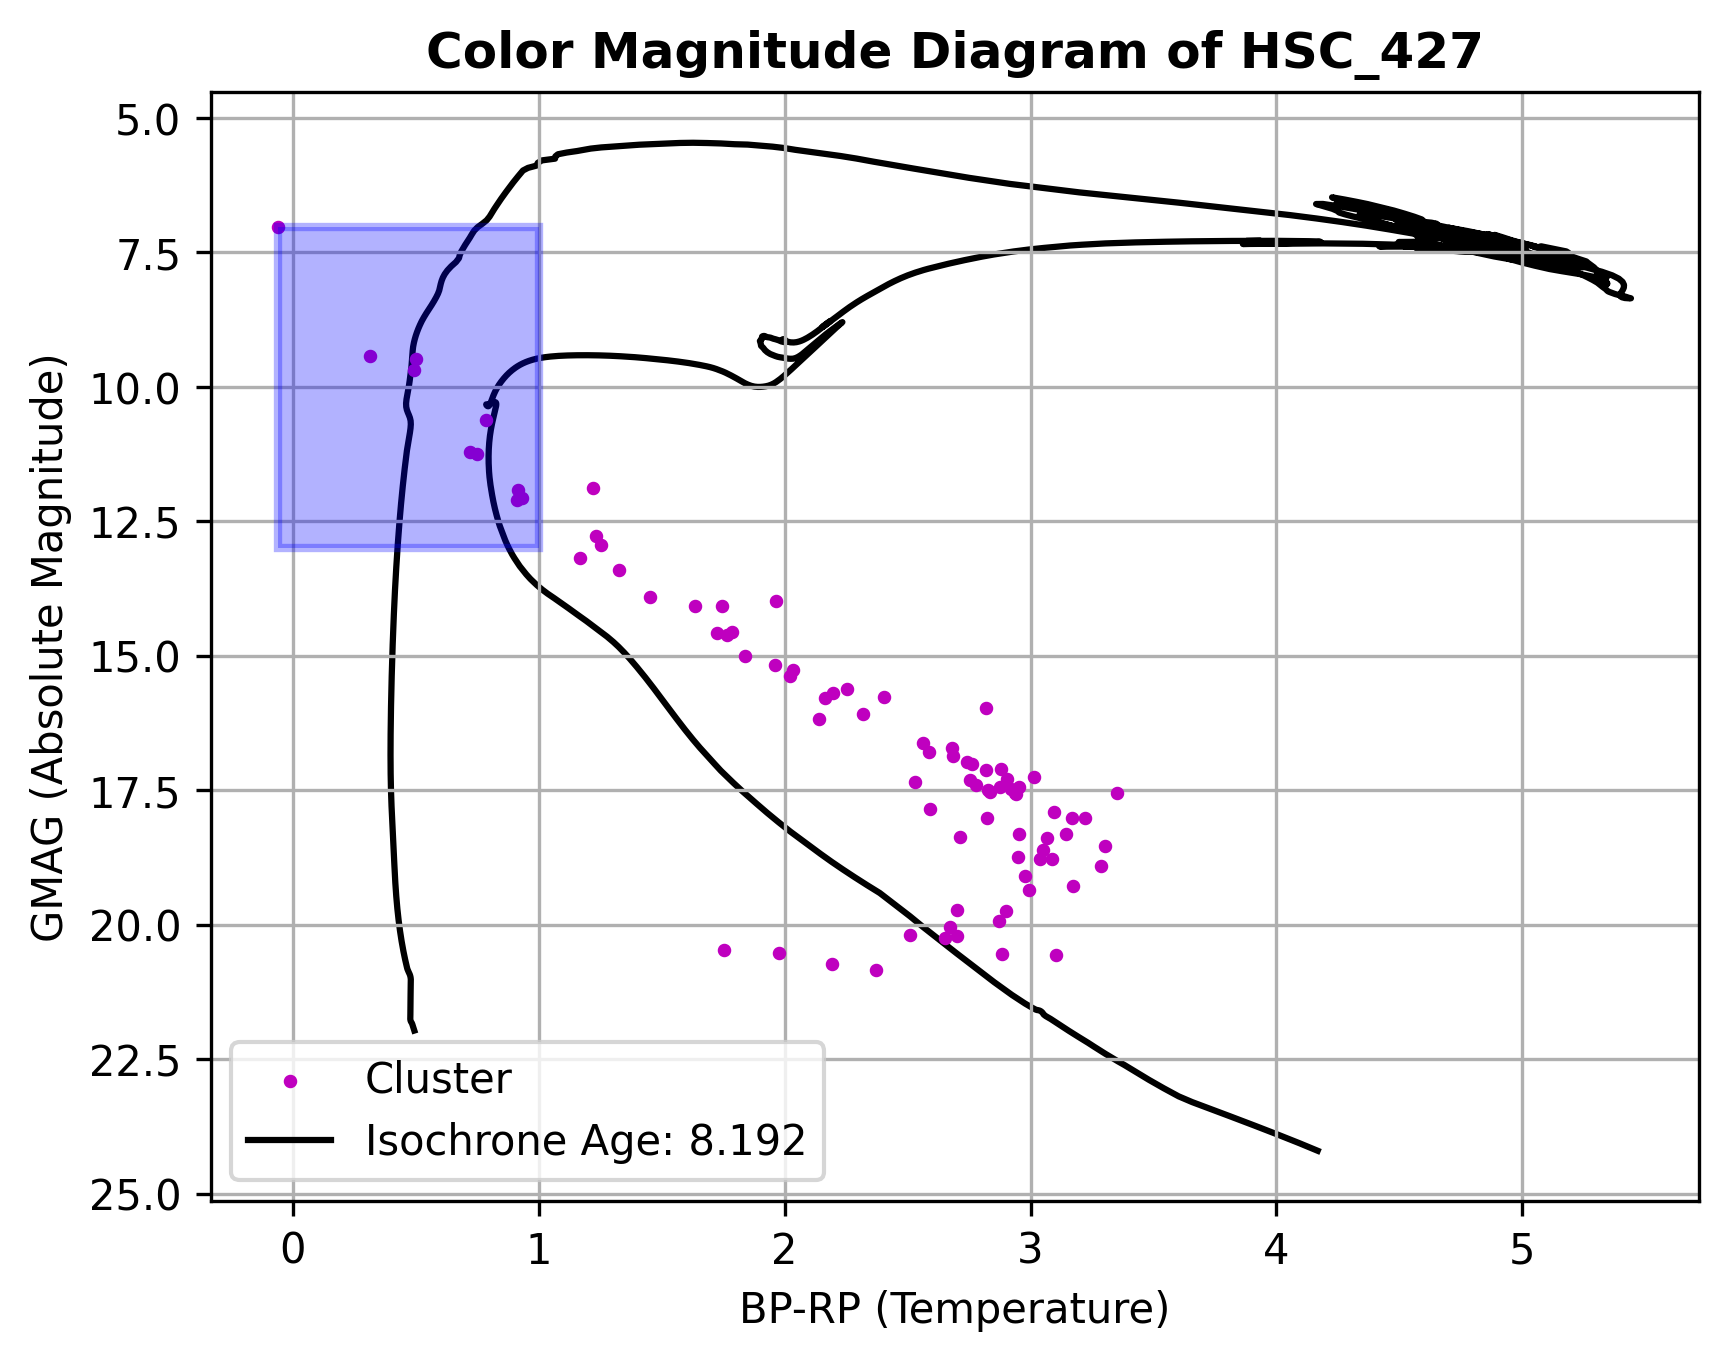 Color Magnitude Diagram of HSC_427
5.0
7.5
10.0
12.5
15.0
17.5
20.0
22.5
25.0
GMAG (Absolute Magnitude)
Cluster
Isochrone Age: 8.192
0 1 2 3 4 5
BP-RP (Temperature)